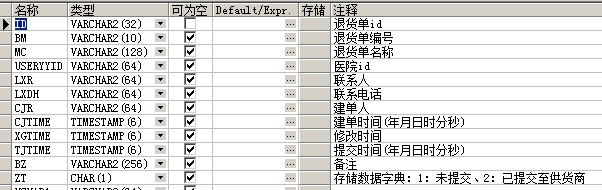 名称 类型 可为空 Default/Expr. 存储 注释
ID VARCHAR2(32) ... 退货单id
BM VARCHAR2(10) ... 退货单编号
MC VARCHAR2(128) ... 退货单名称
USERYYID VARCHAR2(64) ... 医院id
LXR VARCHAR2(64) ... 联系人
LXDH VARCHAR2(64) ... 联系电话
CJR VARCHAR2(64) ... 建单人
CJTIME TIMESTAMP(6) ... 建单时间(年月日时分秒)
XGTIME TIMESTAMP(6) ... 修改时间
TJTIME TIMESTAMP(6) ... 提交时间(年月日时分秒)
BZ VARCHAR2(256) ... 备注
ZT CHAR(1) ... 存储数据字典：1：未提交、2：已提交至供货商